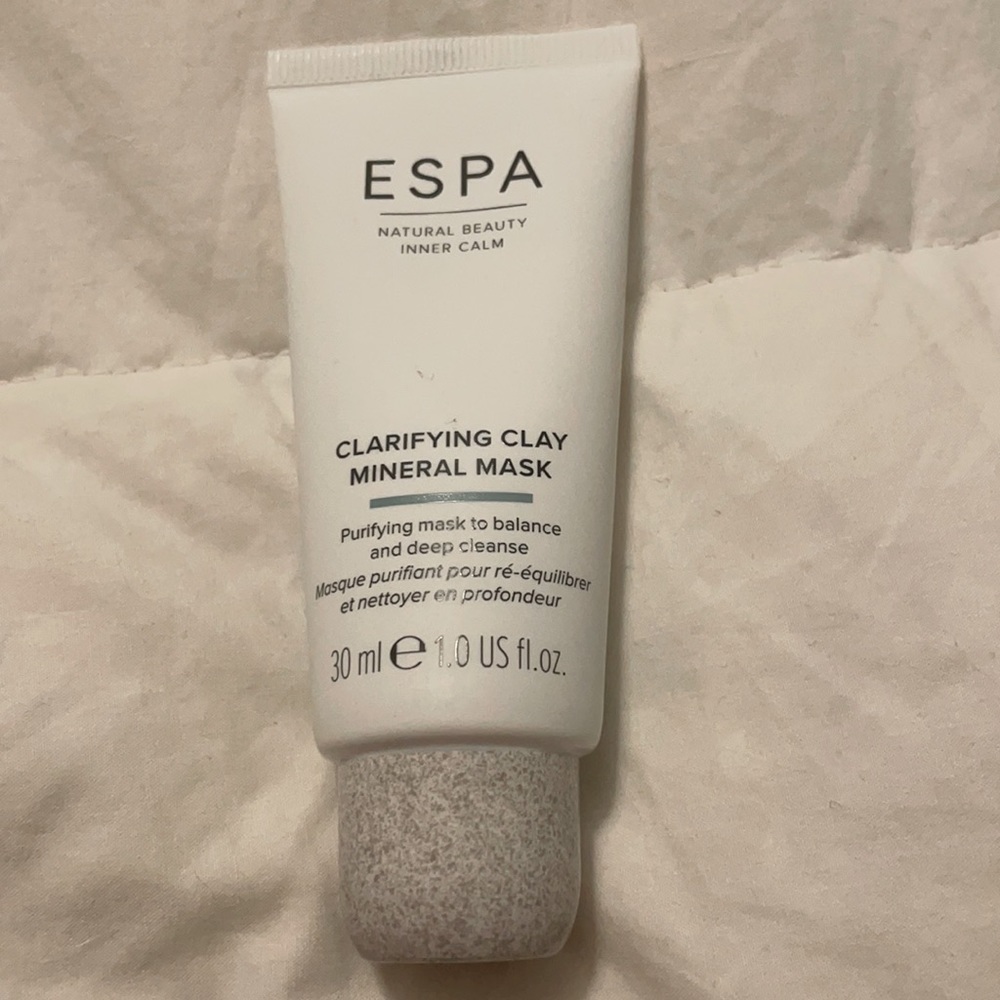 ESPA
NATURAL BEAUTY
INNER CALM
CLARIFYING CLAY
MINERAL MASK
Purifying mask to balance
and deep cleanse
Masque purifiant pour ré-équilibrer
et nettoyer en profondeur
30 ml e 1.0 US fl.oz.